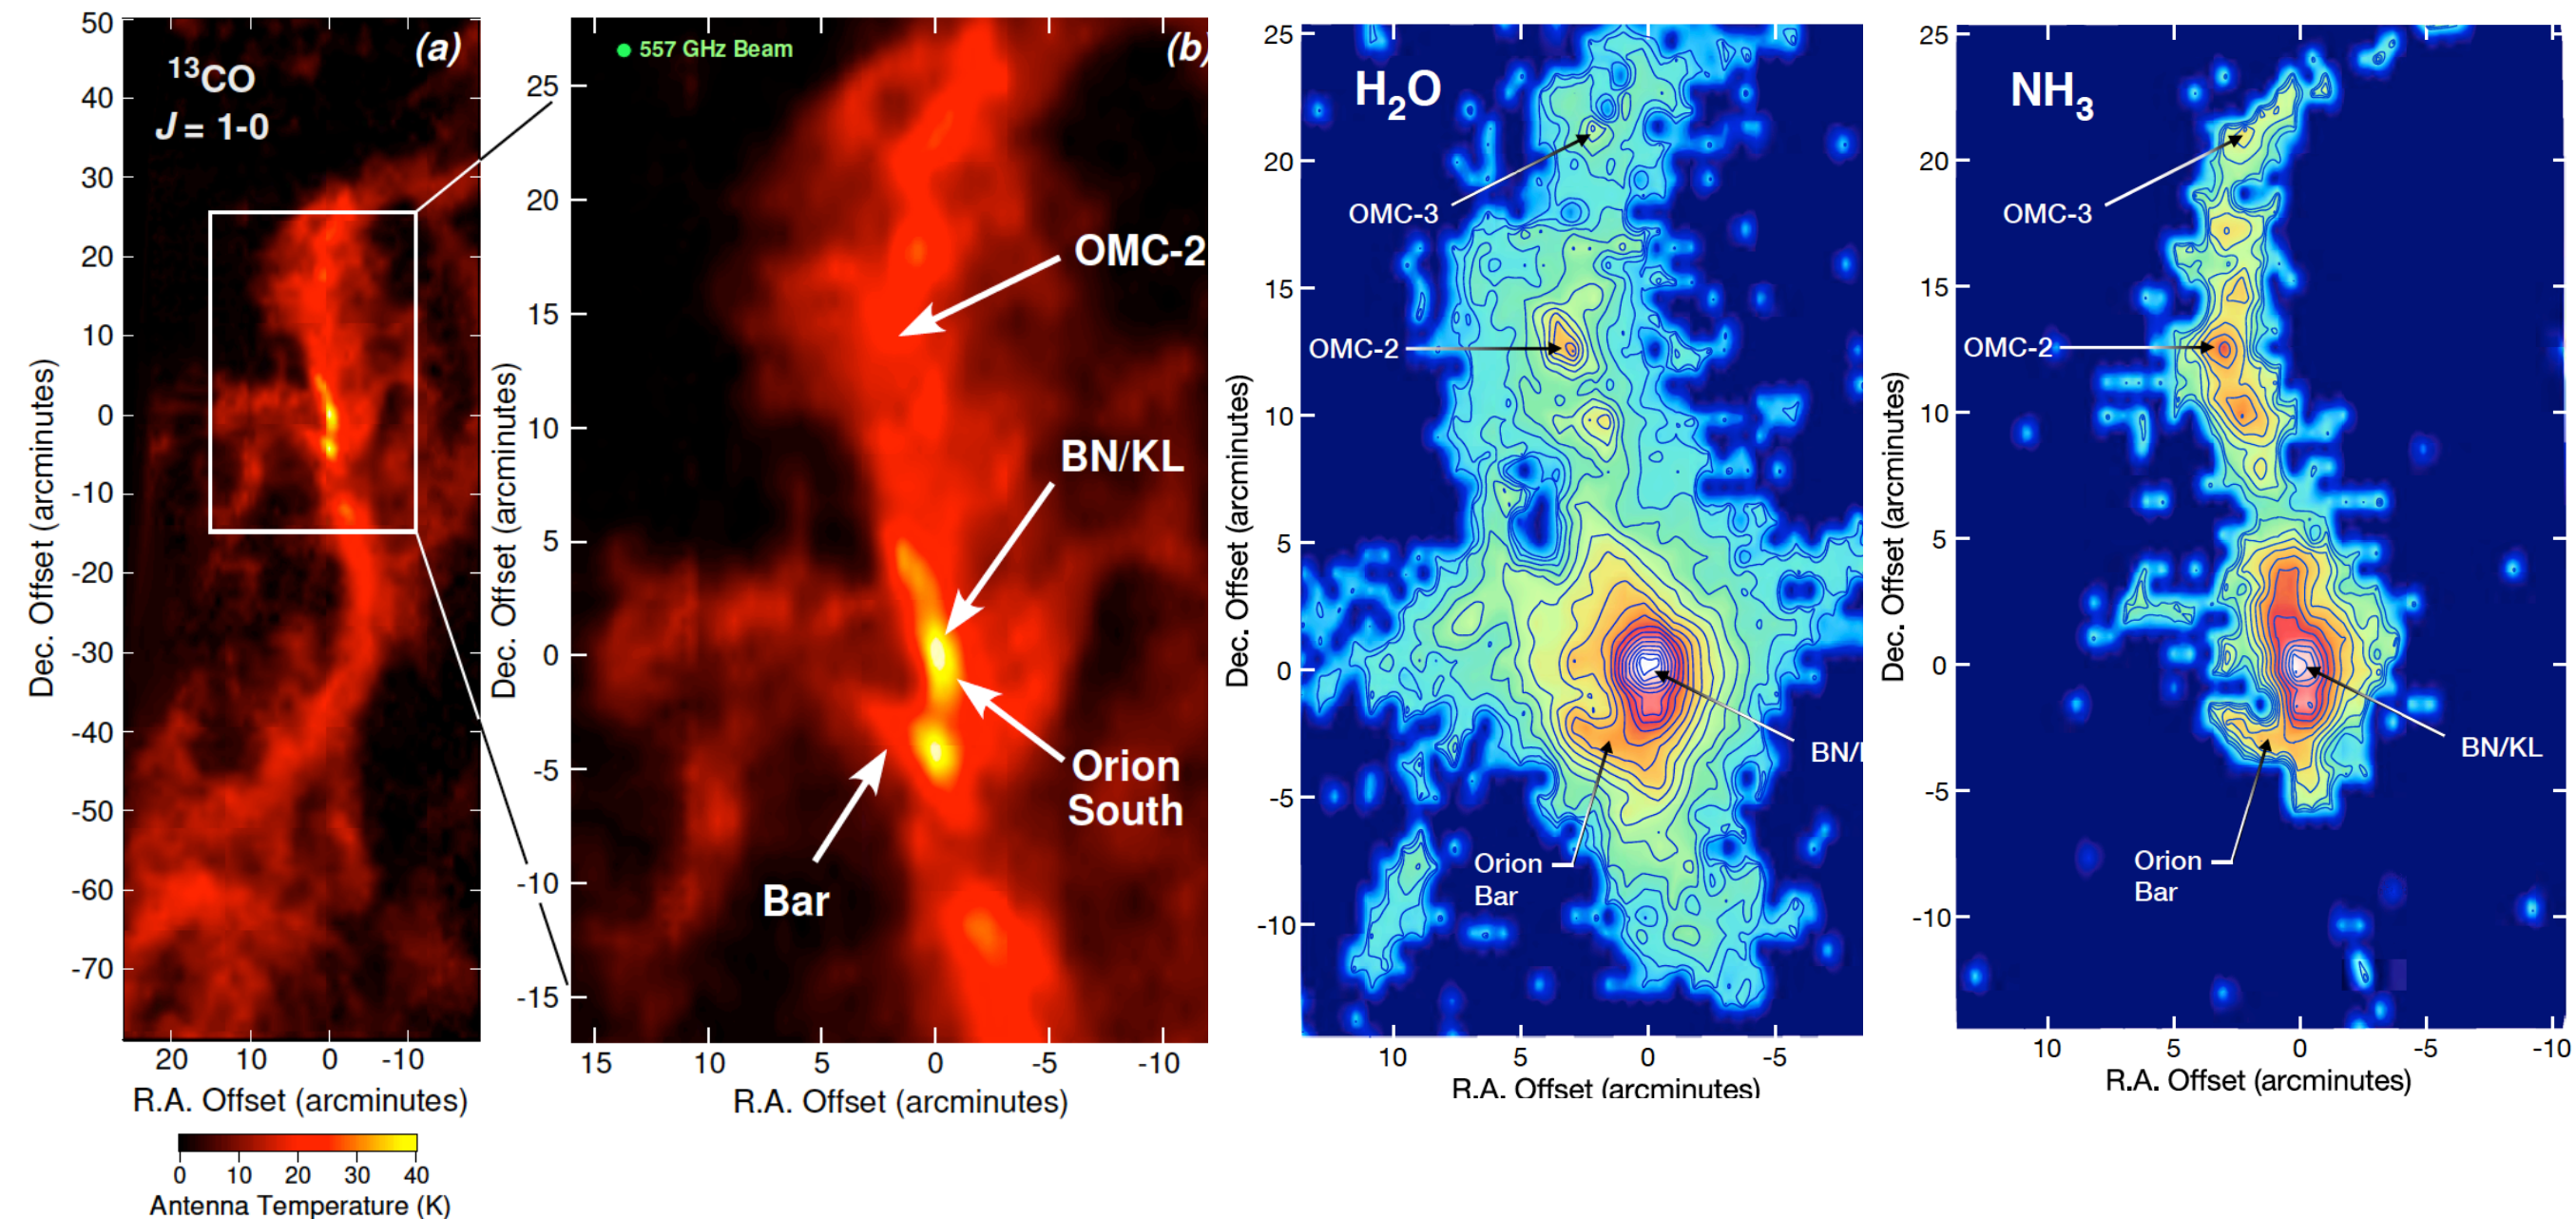 (a)
13CO
J = 1-0
50
40
30
20
10
0
-10
-20
-30
-40
-50
-60
-70
Dec. Offset (arcminutes)
20 10 0 -10
R.A. Offset (arcminutes)
0 10 20 30 40
Antenna Temperature (K)
(b)
557 GHz Beam
25
20
15
10
5
0
-5
-10
-15
Dec. Offset (arcminutes)
OMC-2
BN/KL
Orion
South
Bar
15 10 5 0 -5 -10
R.A. Offset (arcminutes)
H2O
25
20
15
10
5
0
-5
-10
Dec. Offset (arcminutes)
OMC-3
OMC-2
BN/
Orion
Bar
10 5 0 -5
R.A. Offset (arcminutes)
NH3
25
20
15
10
5
0
-5
-10
Dec. Offset (arcminutes)
OMC-3
OMC-2
BN/KL
Orion
Bar
10 5 0 -5 -10
R.A. Offset (arcminutes)